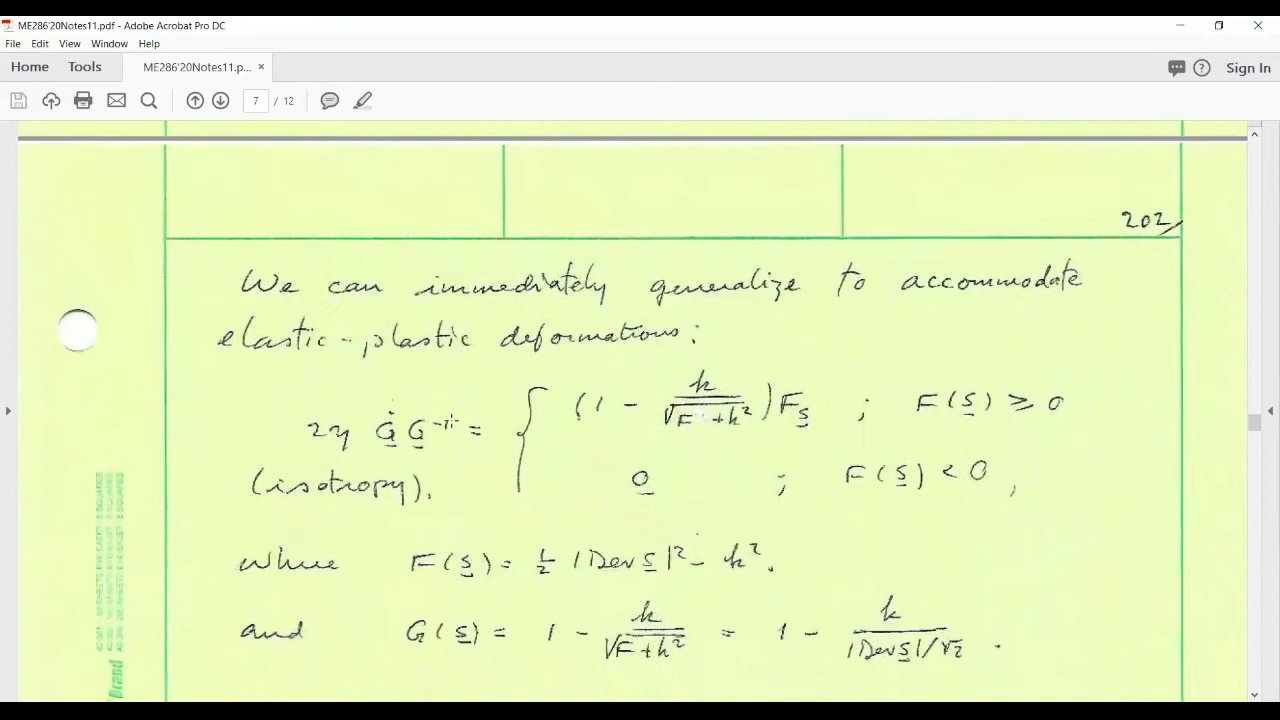 ME286'20Notes11.pdf - Adobe Acrobat Pro DC
File Edit View Window Help
Home Tools ME286'20Notes11.p... × Sign In
7 / 12
202
We can immediately generalize to accommodate
elastic-plastic deformations:
2η Ġ G⁻¹ = { (1 - k/√(F+k²)) F_S ; F(S) ≥ 0
(isotropy). 0 ; F(S) < 0,
where F(S) = ½ |Dev S|² - k².
and G(S) = 1 - k/√(F+k²) = 1 - k/(|Dev S|/√2) .
Brand